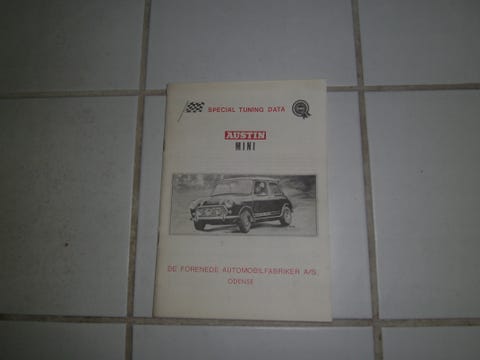 SPECIAL TUNING DATA
AUSTIN
MINI
DE FORENEDE AUTOMOBILFABRIKER A/S.
ODENSE